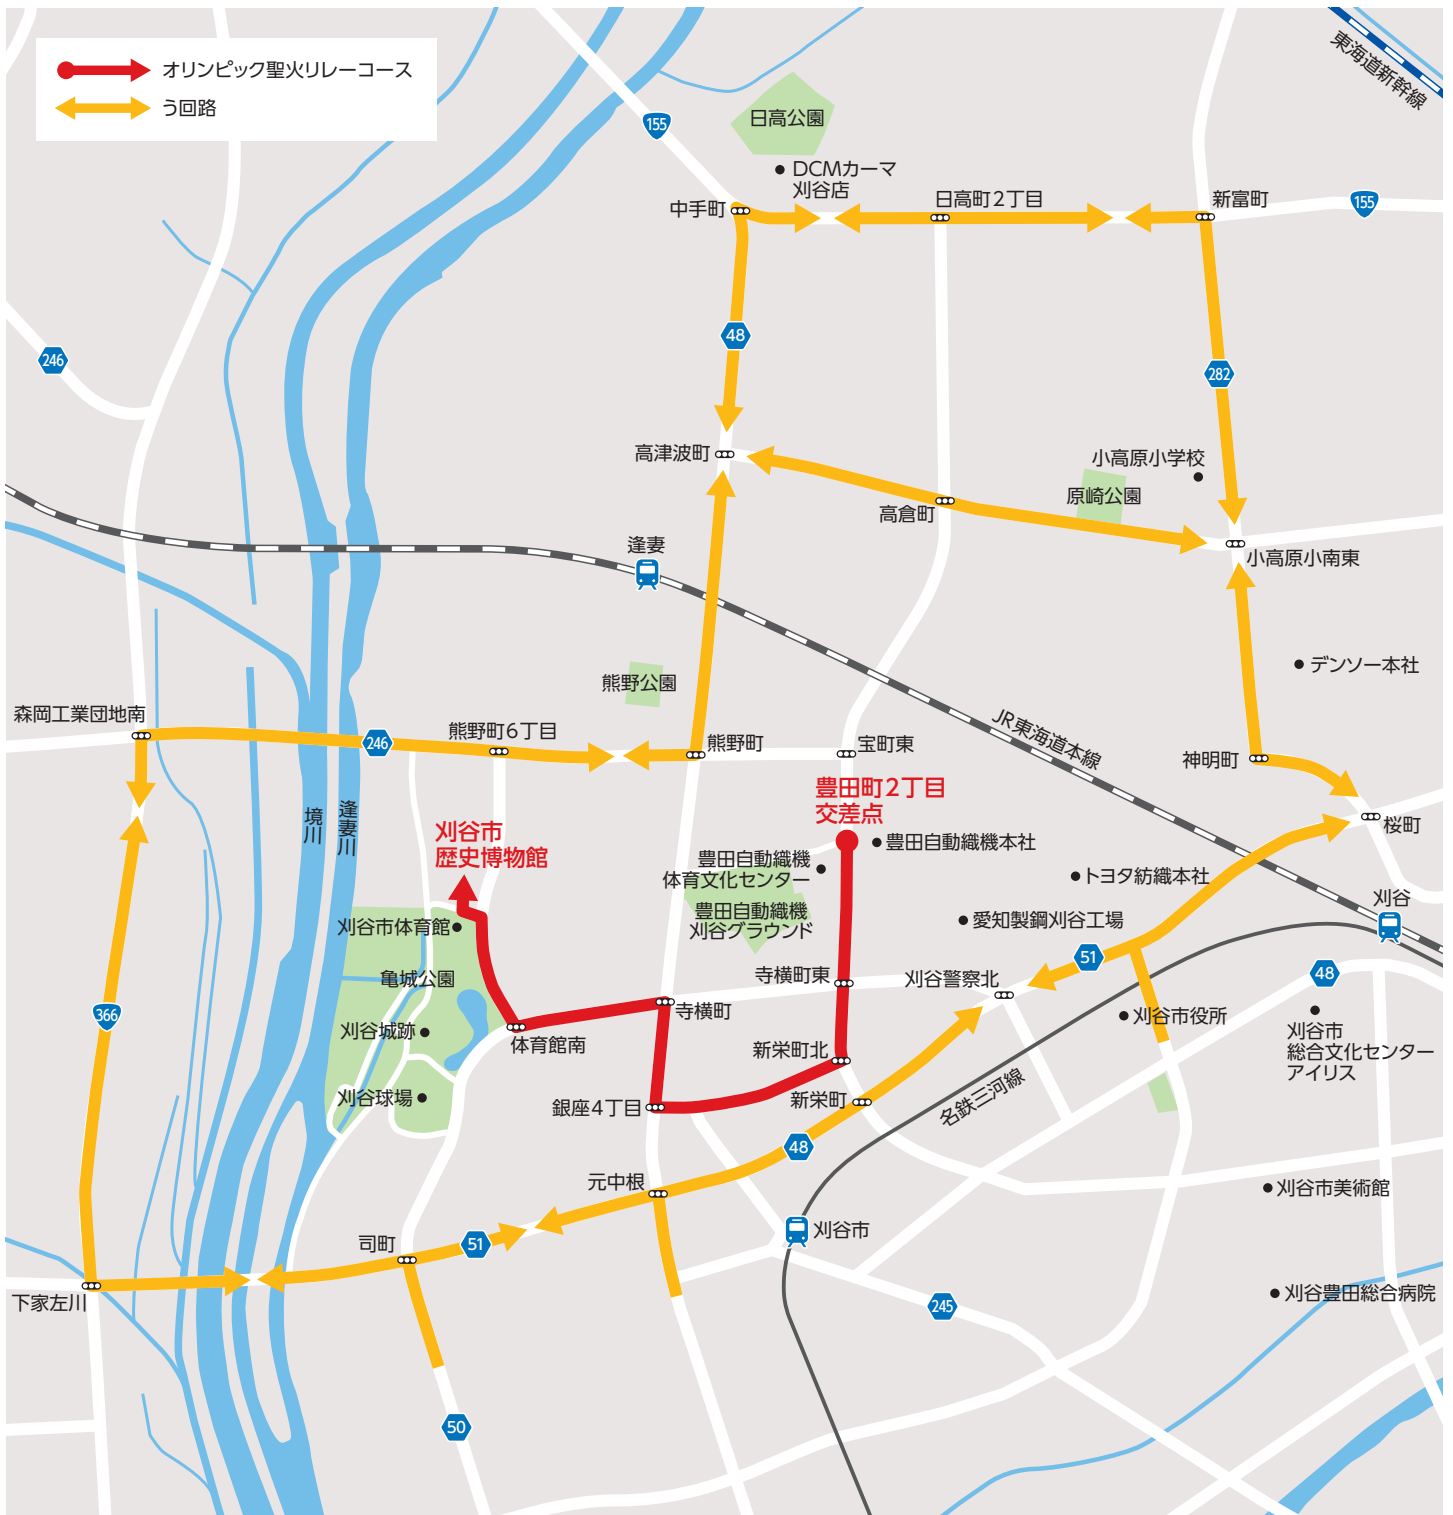 オリンピック聖火リレーコース
う回路
東海道新幹線
155
日高公園
DCMカーマ
刈谷店
中手町
日高町2丁目
新富町
155
48
246
282
高津波町
小高原小学校
原崎公園
高倉町
逢妻
小高原小南東
熊野公園
デンソー本社
森岡工業団地南
246
熊野町6丁目
熊野町
宝町東
JR東海道本線
神明町
豊田町2丁目
交差点
境川
逢妻川
刈谷市
歴史博物館
豊田自動織機本社
桜町
豊田自動織機
体育文化センター
トヨタ紡織本社
刈谷
豊田自動織機
刈谷グラウンド
愛知製鋼刈谷工場
刈谷市体育館
51
48
亀城公園
寺横町東
刈谷警察北
366
寺横町
刈谷市役所
刈谷城跡
体育館南
新栄町北
刈谷市
総合文化センター
アイリス
刈谷球場
銀座4丁目
新栄町
名鉄三河線
48
元中根
刈谷市美術館
51
司町
刈谷市
下家左川
245
刈谷豊田総合病院
50